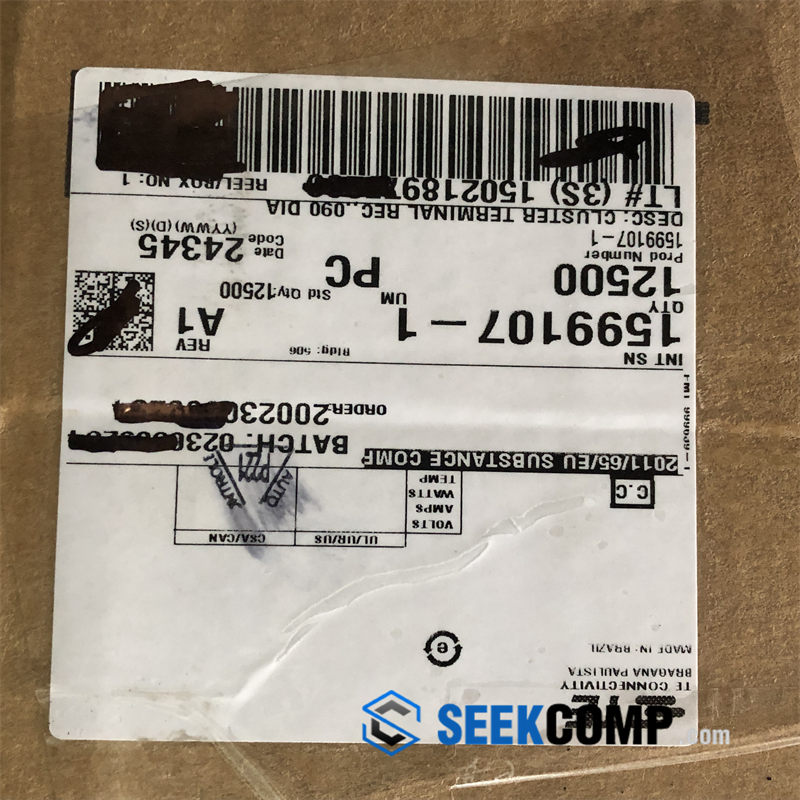 TE CONNECTIVITY
BRAGANA PAULISTA
MADE IN: BRAZIL
e
UL/UR/US CSA/CAN
VOLTS
AMPS
WATTS
TEMP
C.C
2011/65/EU SUBSTANCE COMP
BATCH: 0230
ORDER: 200230
INT SN
1599107-1
Bldg: 506
REV
A1
QTY
12500
UM
PC
Std Qty:12500
Prod Number
1599107-1
Date Code
24345
(YYWW) (D)(S)
DESC: CLUSTER TERMINAL REC..090 DIA
LT# (3S) 1502189
REEL/BOX NO: 1
AUTO
SEEKCOMP.com